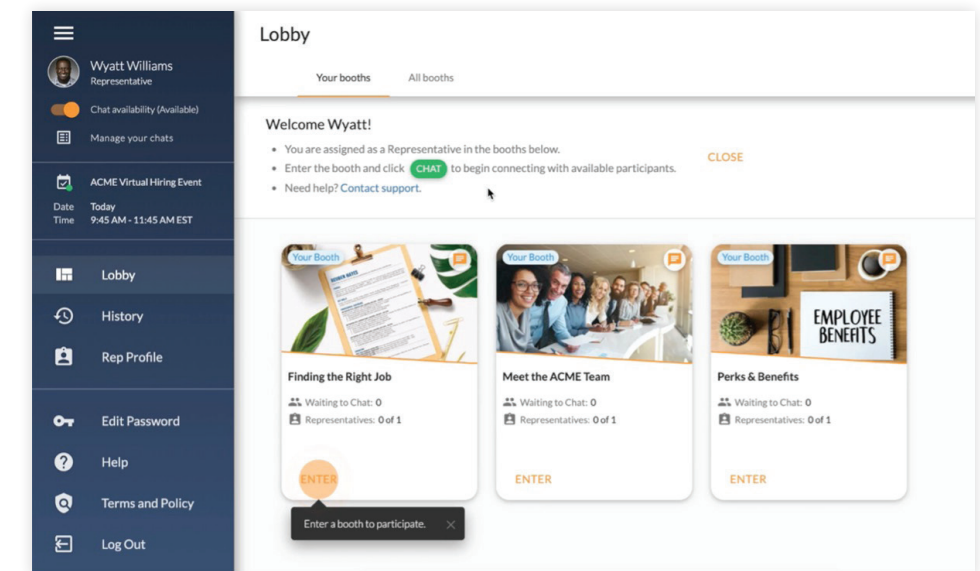 Wyatt Williams
Representative
Chat availability (Available)
Manage your chats
ACME Virtual Hiring Event
Date Today
Time 9:45 AM - 11:45 AM EST
Lobby
History
Rep Profile
Edit Password
Help
Terms and Policy
Log Out
Lobby
Your booths All booths
Welcome Wyatt!
• You are assigned as a Representative in the booths below.
• Enter the booth and click CHAT to begin connecting with available participants.
• Need help? Contact support.
CLOSE
Your Booth
Finding the Right Job
Waiting to Chat: 0
Representatives: 0 of 1
ENTER
Enter a booth to participate.
Your Booth
Meet the ACME Team
Waiting to Chat: 0
Representatives: 0 of 1
ENTER
Your Booth
EMPLOYEE
BENEFITS
Perks & Benefits
Waiting to Chat: 0
Representatives: 0 of 1
ENTER